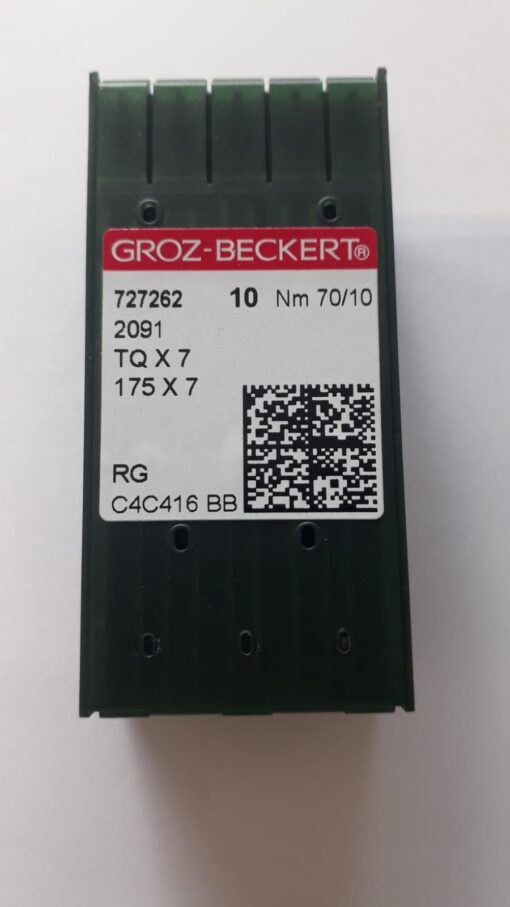 GROZ-BECKERT®
727262 10 Nm 70/10
2091
TQ X 7
175 X 7
RG
C4C416 BB